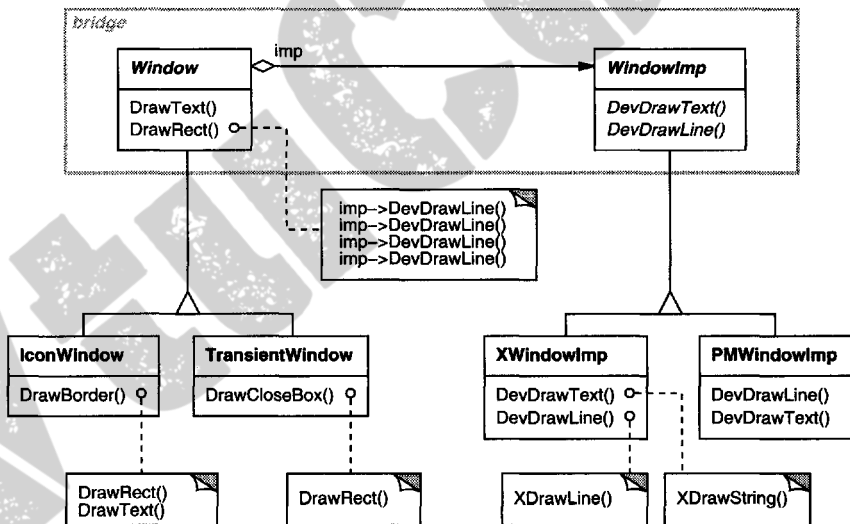 bridge
imp
Window
WindowImp
DrawText()
DrawRect()
DevDrawText()
DevDrawLine()
imp->DevDrawLine()
imp->DevDrawLine()
imp->DevDrawLine()
imp->DevDrawLine()
IconWindow
TransientWindow
XWindowImp
PMWindowImp
DrawBorder()
DrawCloseBox()
DevDrawText()
DevDrawLine()
DevDrawLine()
DevDrawText()
DrawRect()
DrawText()
DrawRect()
XDrawLine()
XDrawString()